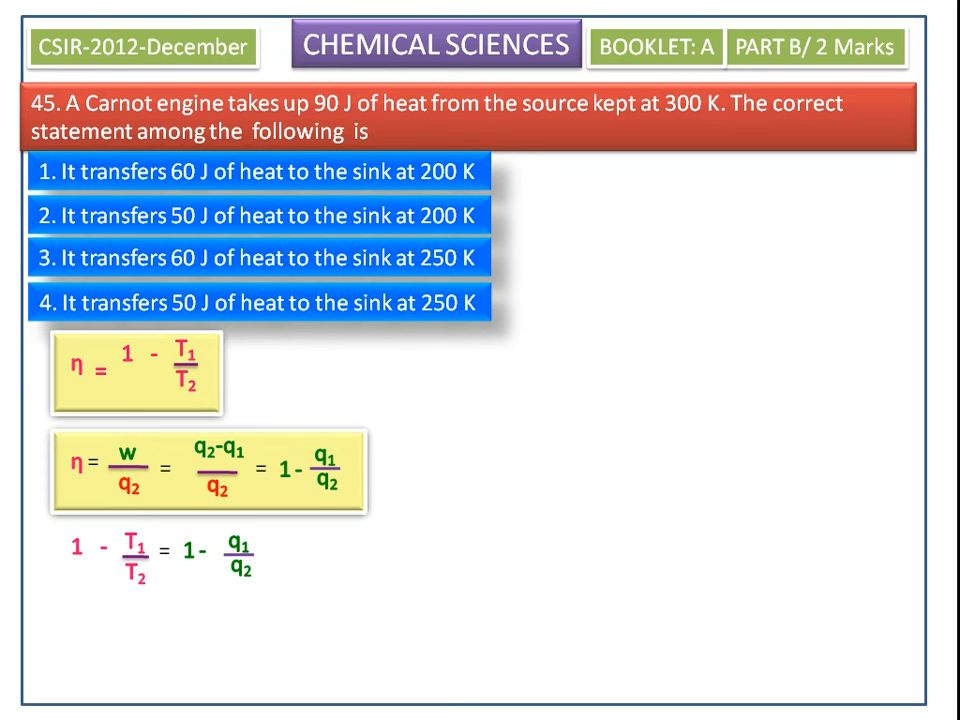 CSIR-2012-December
CHEMICAL SCIENCES
BOOKLET: A
PART B/ 2 Marks
45. A Carnot engine takes up 90 J of heat from the source kept at 300 K. The correct
statement among the following is
1. It transfers 60 J of heat to the sink at 200 K
2. It transfers 50 J of heat to the sink at 200 K
3. It transfers 60 J of heat to the sink at 250 K
4. It transfers 50 J of heat to the sink at 250 K
η = 1 - T₁/T₂
η = w/q₂ = q₂-q₁/q₂ = 1 - q₁/q₂
1 - T₁/T₂ = 1 - q₁/q₂